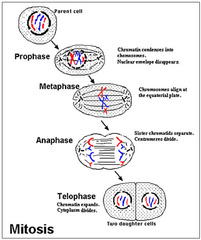 Parent cell
Chromatin condenses into
chromosomes.
Nuclear envelope disappears.
Prophase
Metaphase
Chromosomes align at
the equatorial plate.
Anaphase
Sister chromatids separate.
Centromeres divide.
Telophase
Chromatin expands.
Cytoplasm divides.
Two daughter cells
Mitosis